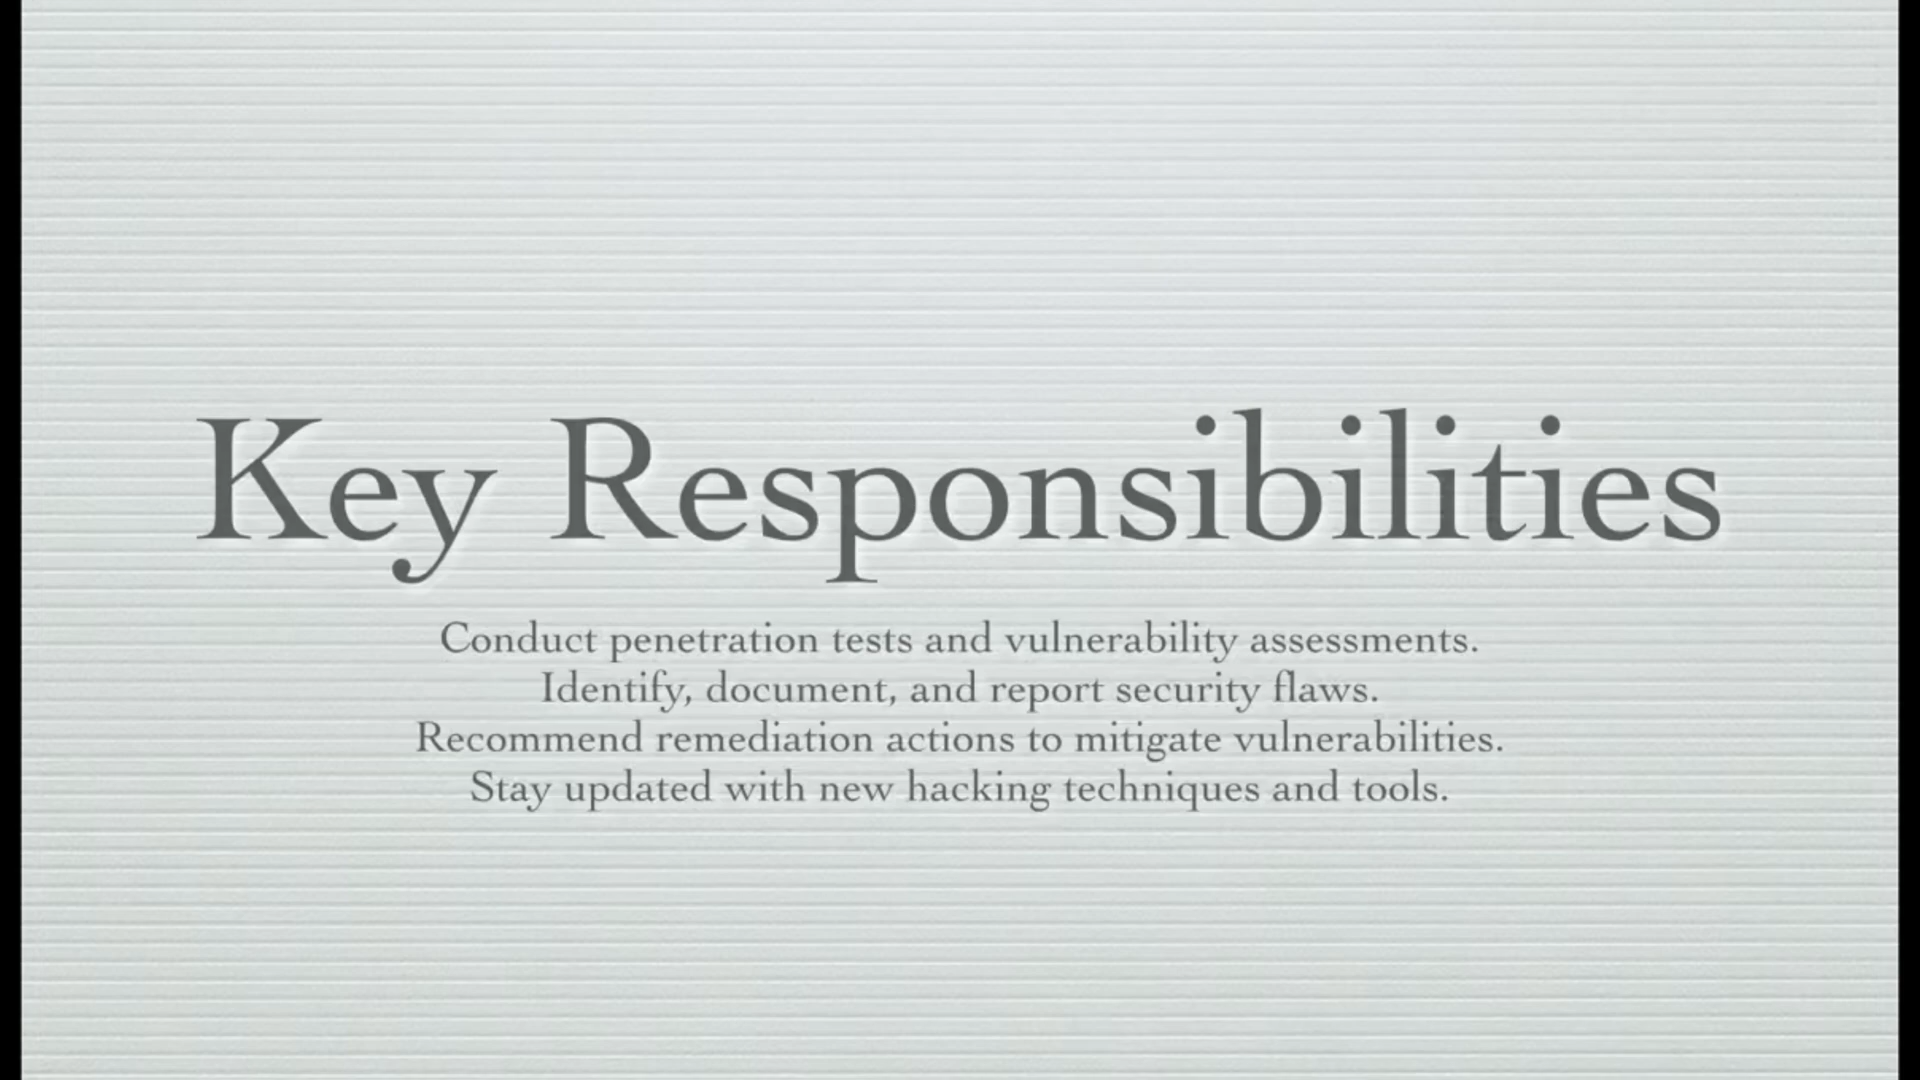 Key Responsibilities
Conduct penetration tests and vulnerability assessments.
Identify, document, and report security flaws.
Recommend remediation actions to mitigate vulnerabilities.
Stay updated with new hacking techniques and tools.